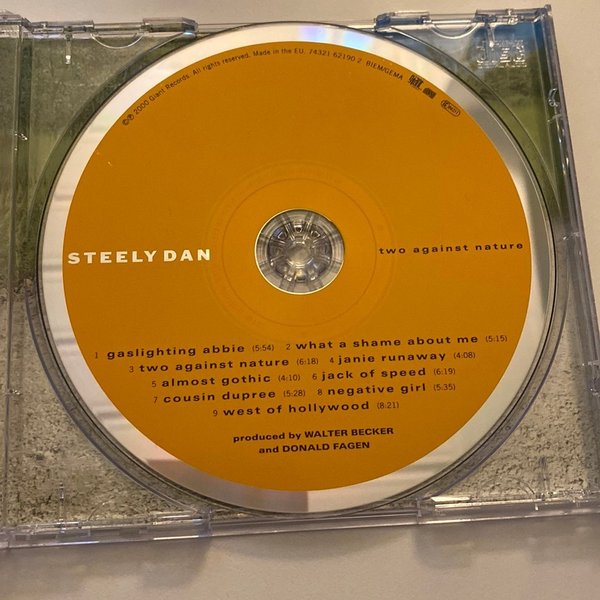 ℗© 2000 Giant Records. All rights reserved. Made in the EU. 74321 62190 2 BIEM/GEMA
STEELY DAN
two against nature
1 gaslighting abbie (5:54) 2 what a shame about me (5:15)
3 two against nature (6:18) 4 janie runaway (4:08)
5 almost gothic (4:10) 6 jack of speed (6:19)
7 cousin dupree (5:28) 8 negative girl (5:35)
9 west of hollywood (8:21)
produced by WALTER BECKER
and DONALD FAGEN